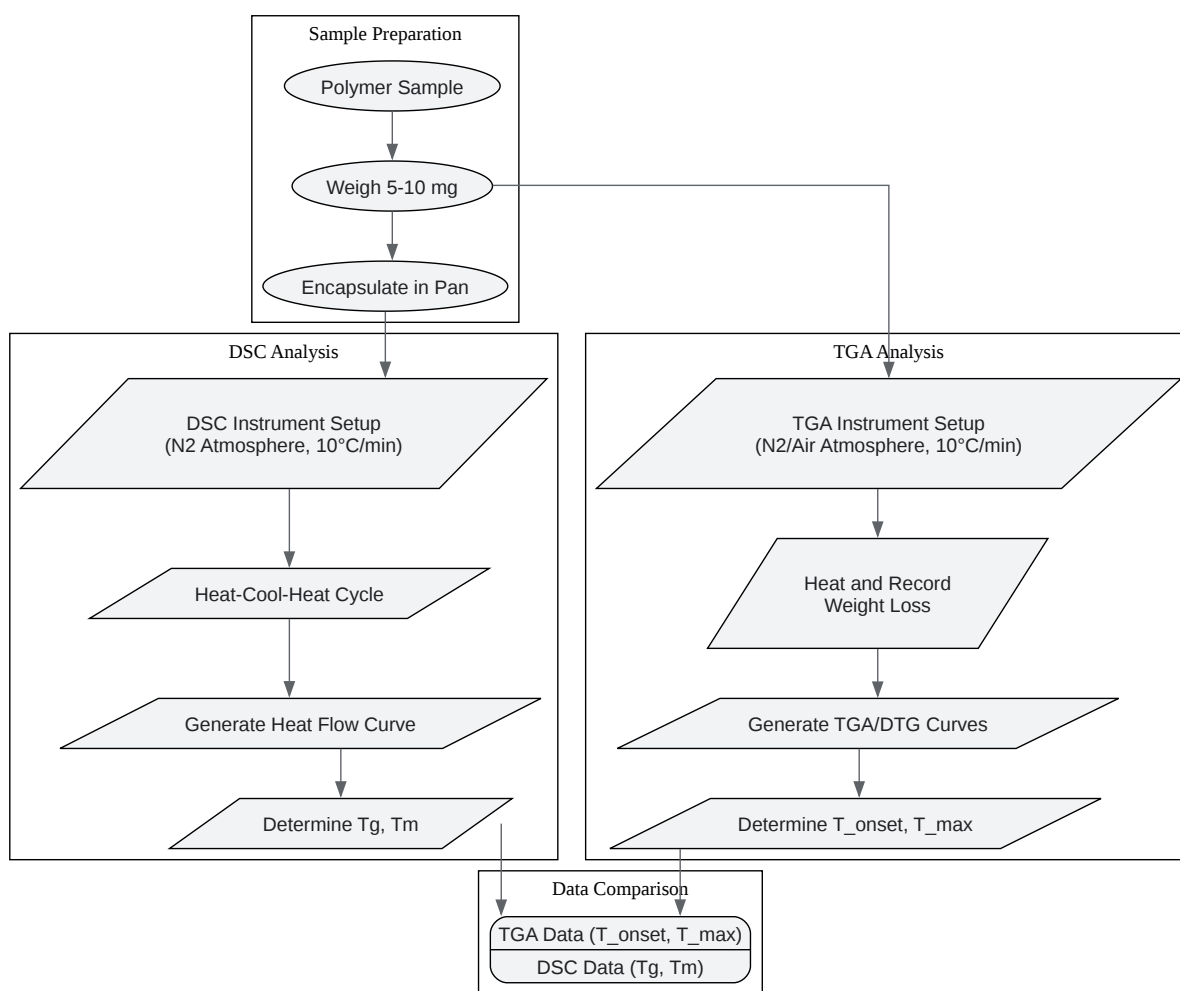 Sample Preparation
Polymer Sample
Weigh 5-10 mg
Encapsulate in Pan
DSC Analysis
DSC Instrument Setup
(N2 Atmosphere, 10°C/min)
Heat-Cool-Heat Cycle
Generate Heat Flow Curve
Determine Tg, Tm
TGA Analysis
TGA Instrument Setup
(N2/Air Atmosphere, 10°C/min)
Heat and Record
Weight Loss
Generate TGA/DTG Curves
Determine T_onset, T_max
Data Comparison
TGA Data (T_onset, T_max)
DSC Data (Tg, Tm)